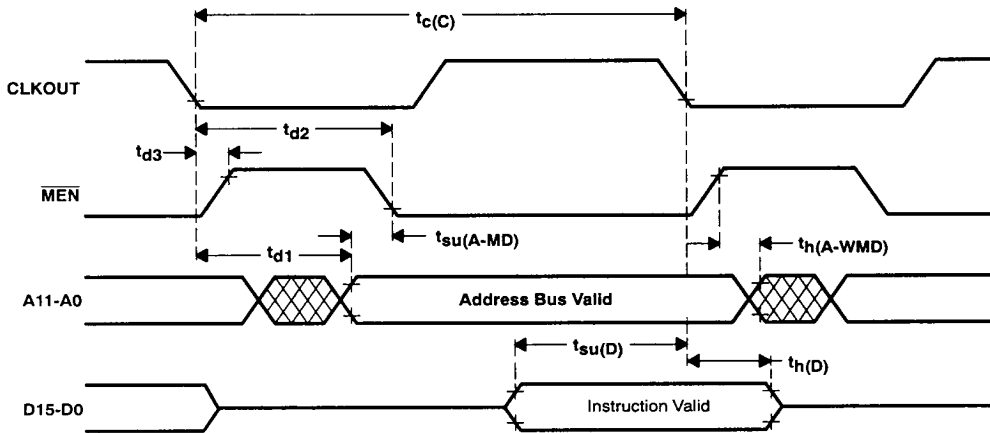 tc(C)
CLKOUT
td2
td3
MEN
tsu(A-MD)
th(A-WMD)
td1
A11-A0
Address Bus Valid
tsu(D)
th(D)
D15-D0
Instruction Valid